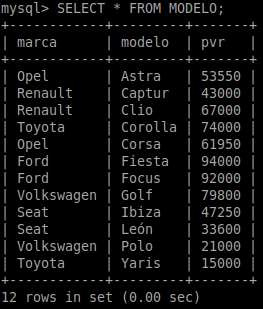 mysql> SELECT * FROM MODELO;
+------------+---------+-------+
| marca      | modelo  | pvr   |
+------------+---------+-------+
| Opel       | Astra   | 53550 |
| Renault    | Captur  | 43000 |
| Renault    | Clio    | 67000 |
| Toyota     | Corolla | 74000 |
| Opel       | Corsa   | 61950 |
| Ford       | Fiesta  | 94000 |
| Ford       | Focus   | 92000 |
| Volkswagen | Golf    | 79800 |
| Seat       | Ibiza   | 47250 |
| Seat       | León    | 33600 |
| Volkswagen | Polo    | 21000 |
| Toyota     | Yaris   | 15000 |
+------------+---------+-------+
12 rows in set (0.00 sec)